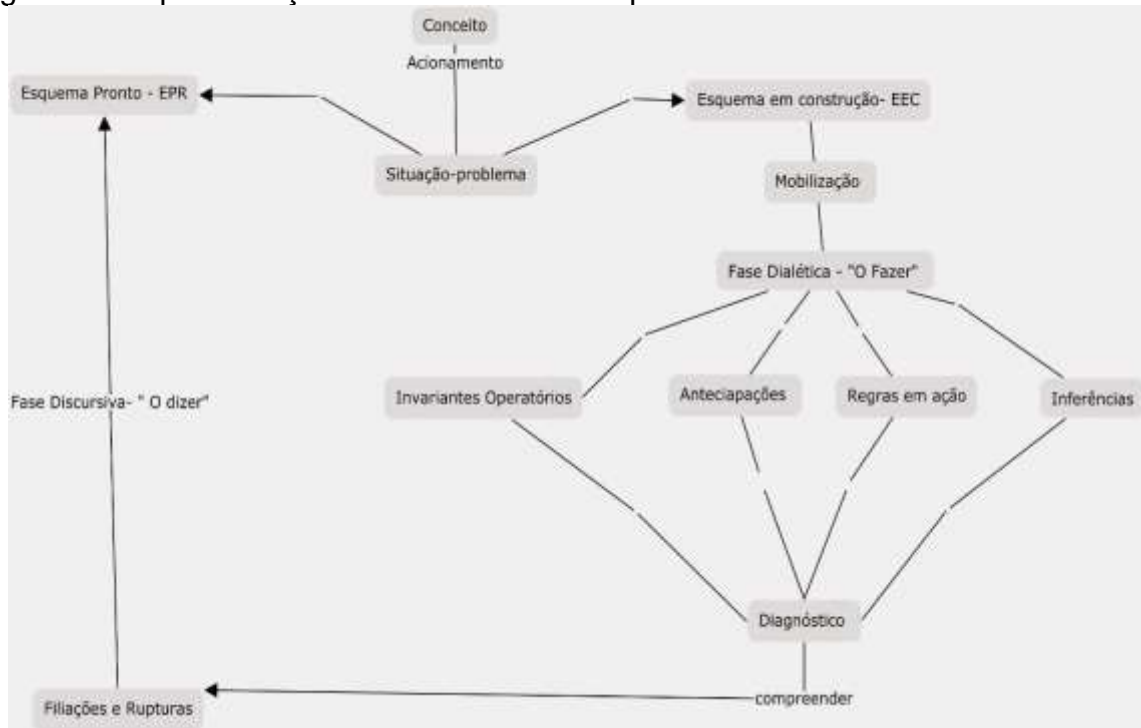 Conceito
Acionamento
Esquema Pronto - EPR
Esquema em construção- EEC
Situação-problema
Mobilização
Fase Dialética - "O Fazer"
Invariantes Operatórios
Anteciapações
Regras em ação
Inferências
Fase Discursiva- " O dizer"
Diagnóstico
compreender
Filiações e Rupturas